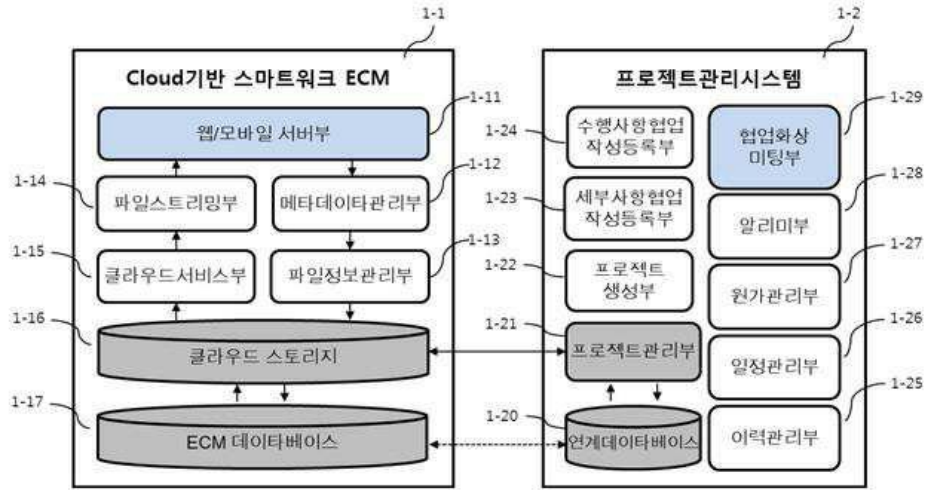 1-1
1-2
Cloud기반 스마트워크 ECM
웹/모바일 서버부
1-11
1-14
파일스트리밍부
메타데이타관리부
1-12
1-15
클라우드서비스부
파일정보관리부
1-13
1-16
클라우드 스토리지
1-17
ECM 데이타베이스
프로젝트관리시스템
1-24
수행사항협업
작성등록부
1-23
세부사항협업
작성등록부
1-22
프로젝트
생성부
1-21
프로젝트관리부
1-20
연계데이타베이스
협업화상
미팅부
1-29
알리미부
1-28
원가관리부
1-27
일정관리부
1-26
이력관리부
1-25